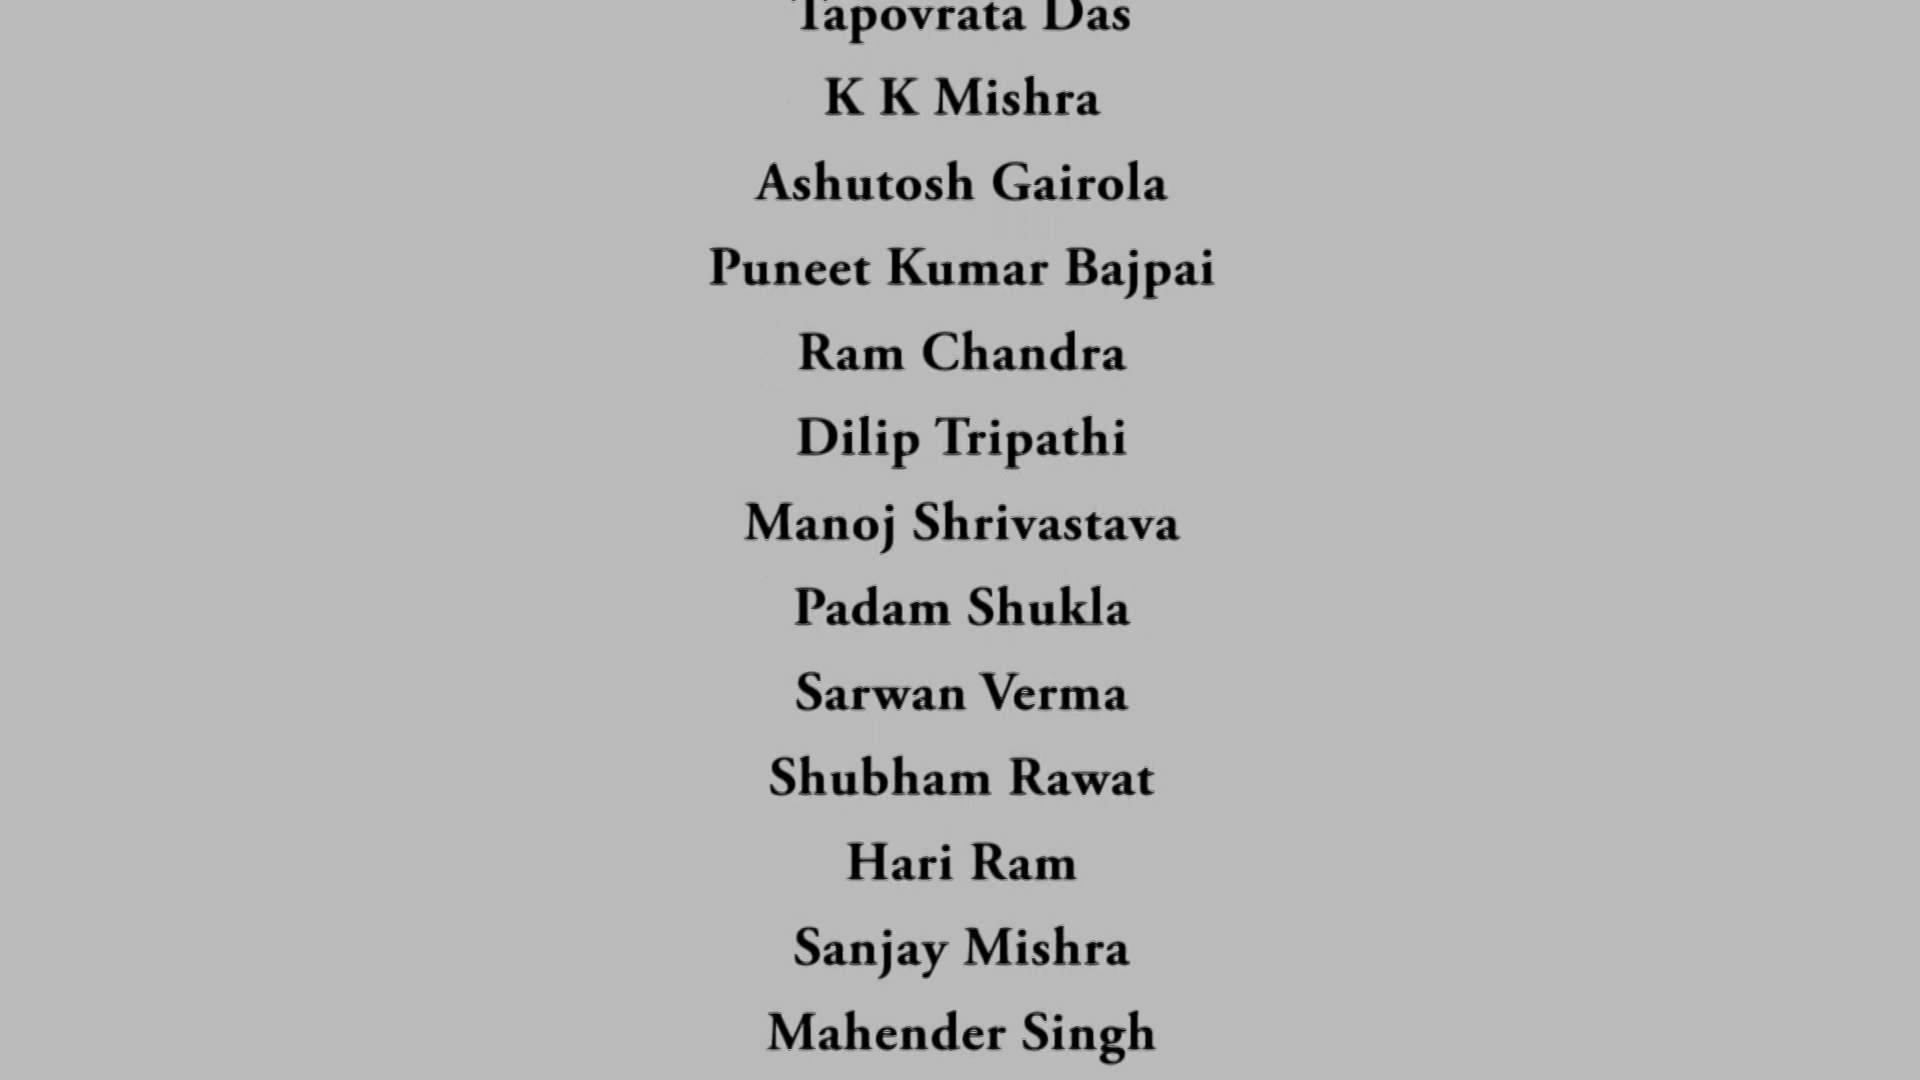 Tapovrata Das
K K Mishra
Ashutosh Gairola
Puneet Kumar Bajpai
Ram Chandra
Dilip Tripathi
Manoj Shrivastava
Padam Shukla
Sarwan Verma
Shubham Rawat
Hari Ram
Sanjay Mishra
Mahender Singh